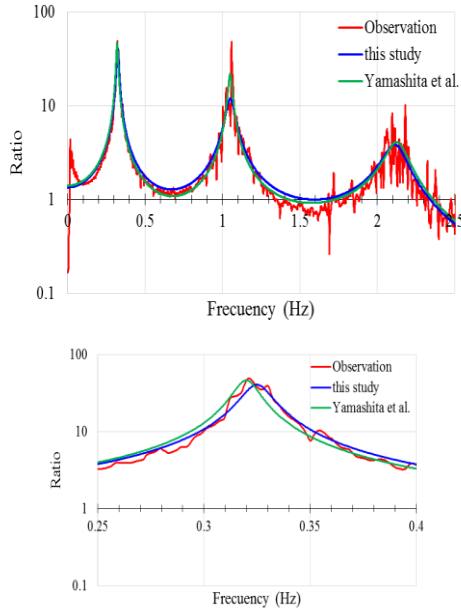 100
10
1
0.1
Ratio
Observation
this study
Yamashita et al.
0 0.5 1 1.5 2 2.5
Frecuency (Hz)
100
10
1
0.1
Ratio
Observation
this study
Yamashita et al.
0.25 0.3 0.35 0.4
Frecuency (Hz)